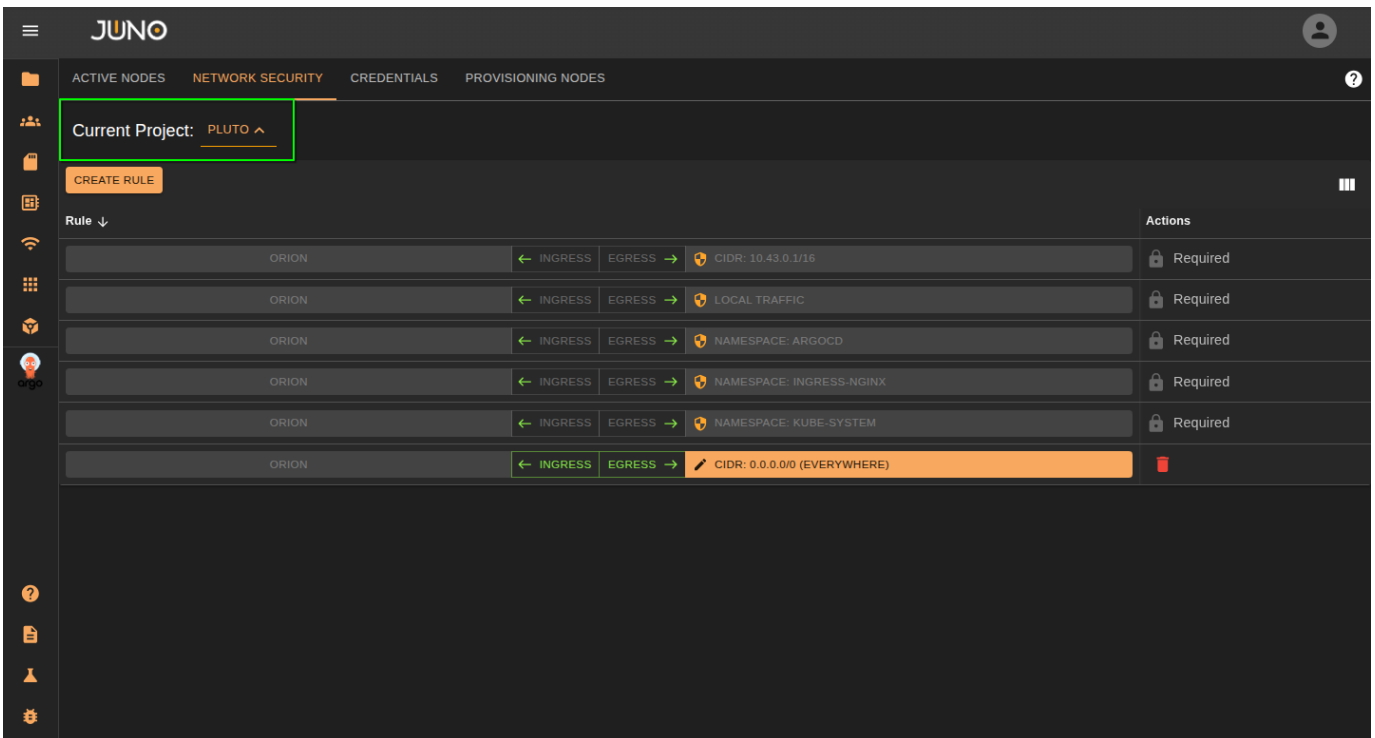 JUNO
ACTIVE NODES NETWORK SECURITY CREDENTIALS PROVISIONING NODES
Current Project: PLUTO
CREATE RULE
Rule Actions
ORION INGRESS EGRESS CIDR: 10.43.0.1/16 Required
ORION INGRESS EGRESS LOCAL TRAFFIC Required
ORION INGRESS EGRESS NAMESPACE: ARGOCD Required
argo
ORION INGRESS EGRESS NAMESPACE: INGRESS-NGINX Required
ORION INGRESS EGRESS NAMESPACE: KUBE-SYSTEM Required
ORION INGRESS EGRESS CIDR: 0.0.0.0/0 (EVERYWHERE)